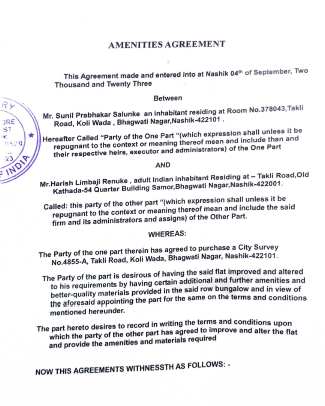 AMENITIES AGREEMENT
This Agreement made and entered into at Nashik 04th of September, Two
Thousand and Twenty Three
Between
Mr. Sunil Prabhakar Salunke an inhabitant residing at Room No.378043,Takli
Road, Koli Wada , Bhagwati Nagar,Nashik-422101 .
Hereafter Called "Party of the One Part "(which expression shall unless it be
repugnant to the context or meaning thereof mean and include than and
their respective heirs, executor and administrators) of the One Part
AND
Mr.Harish Limbaji Renuke , adult Indian inhabitant Residing at – Takli Road,Old
Kathada-54 Quarter Building Samor,Bhagwati Nagar,Nashik-422001.
Called: this party of the other part "(which expression shall unless it be
repugnant to the context or meaning thereof mean and include the said
firm and its administrators and assigns) of the Other Part.
WHEREAS:
The Party of the one part therein has agreed to purchase a City Survey
No.4855-A, Takli Road, Koli Wada, Bhagwati Nagar, Nashik-422101.
The Party of the part is desirous of having the said flat improved and altered
to his requirements by having certain additional and further amenities and
better-quality materials provided in the said row bungalow and in view of
the aforesaid appointing the part for the same on the terms and conditions
mentioned hereunder.
The part hereto desires to record in writing the terms and conditions upon
which the party of the other part has agreed to improve and alter the flat
and provide the amenities and materials required
NOW THIS AGREEMENTS WITHNESSTH AS FOLLOWS: -
RY
ORE
ST
K
OF INDIA